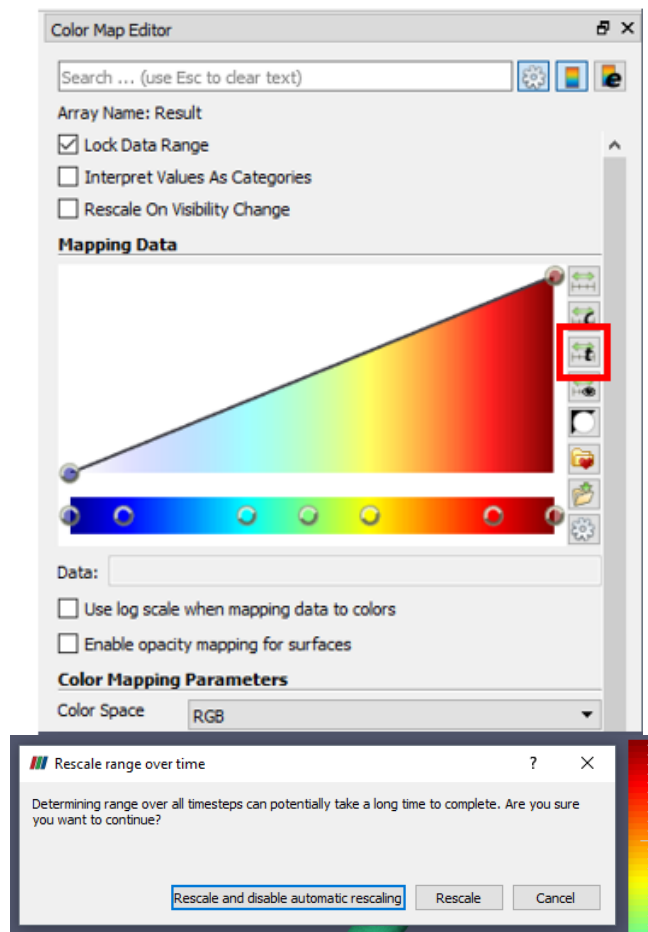 Color Map Editor
Search ... (use Esc to clear text)
e
Array Name: Result
Lock Data Range
Interpret Values As Categories
Rescale On Visibility Change
Mapping Data
c
t
Data:
Use log scale when mapping data to colors
Enable opacity mapping for surfaces
Color Mapping Parameters
Color Space RGB
Rescale range over time ? ×
Determining range over all timesteps can potentially take a long time to complete. Are you sure
you want to continue?
Rescale and disable automatic rescaling Rescale Cancel